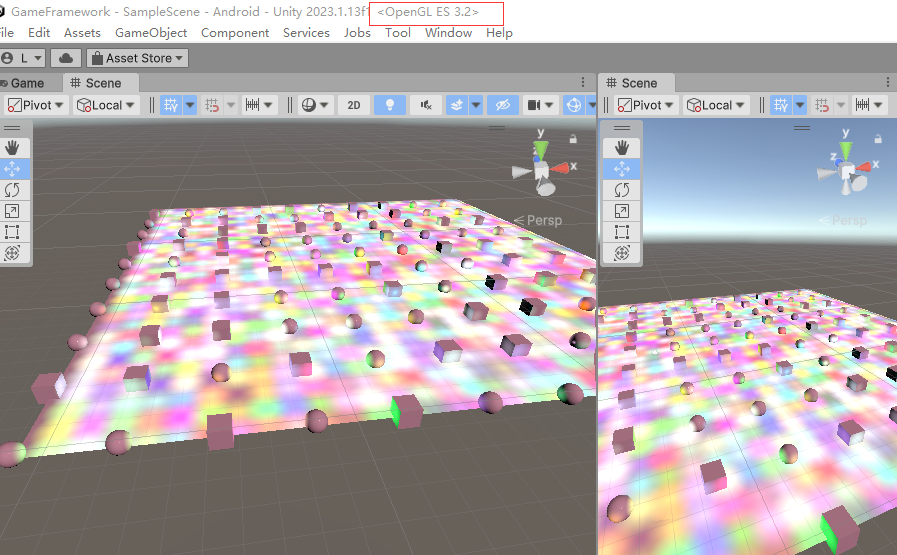 GameFramework - SampleScene - Android - Unity 2023.1.13f1 <OpenGL ES 3.2>
File Edit Assets GameObject Component Services Jobs Tool Window Help
L Asset Store
Game Scene Scene
Pivot Local 2D Pivot Local
y x z Persp
y x z Persp